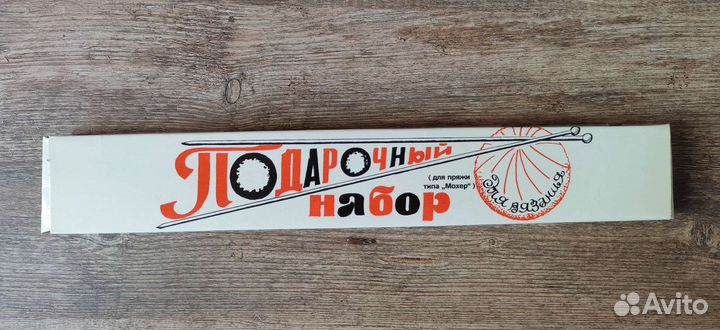 Подарочный
набор
(для пряжи
типа „Мохер")
для вязания
Avito